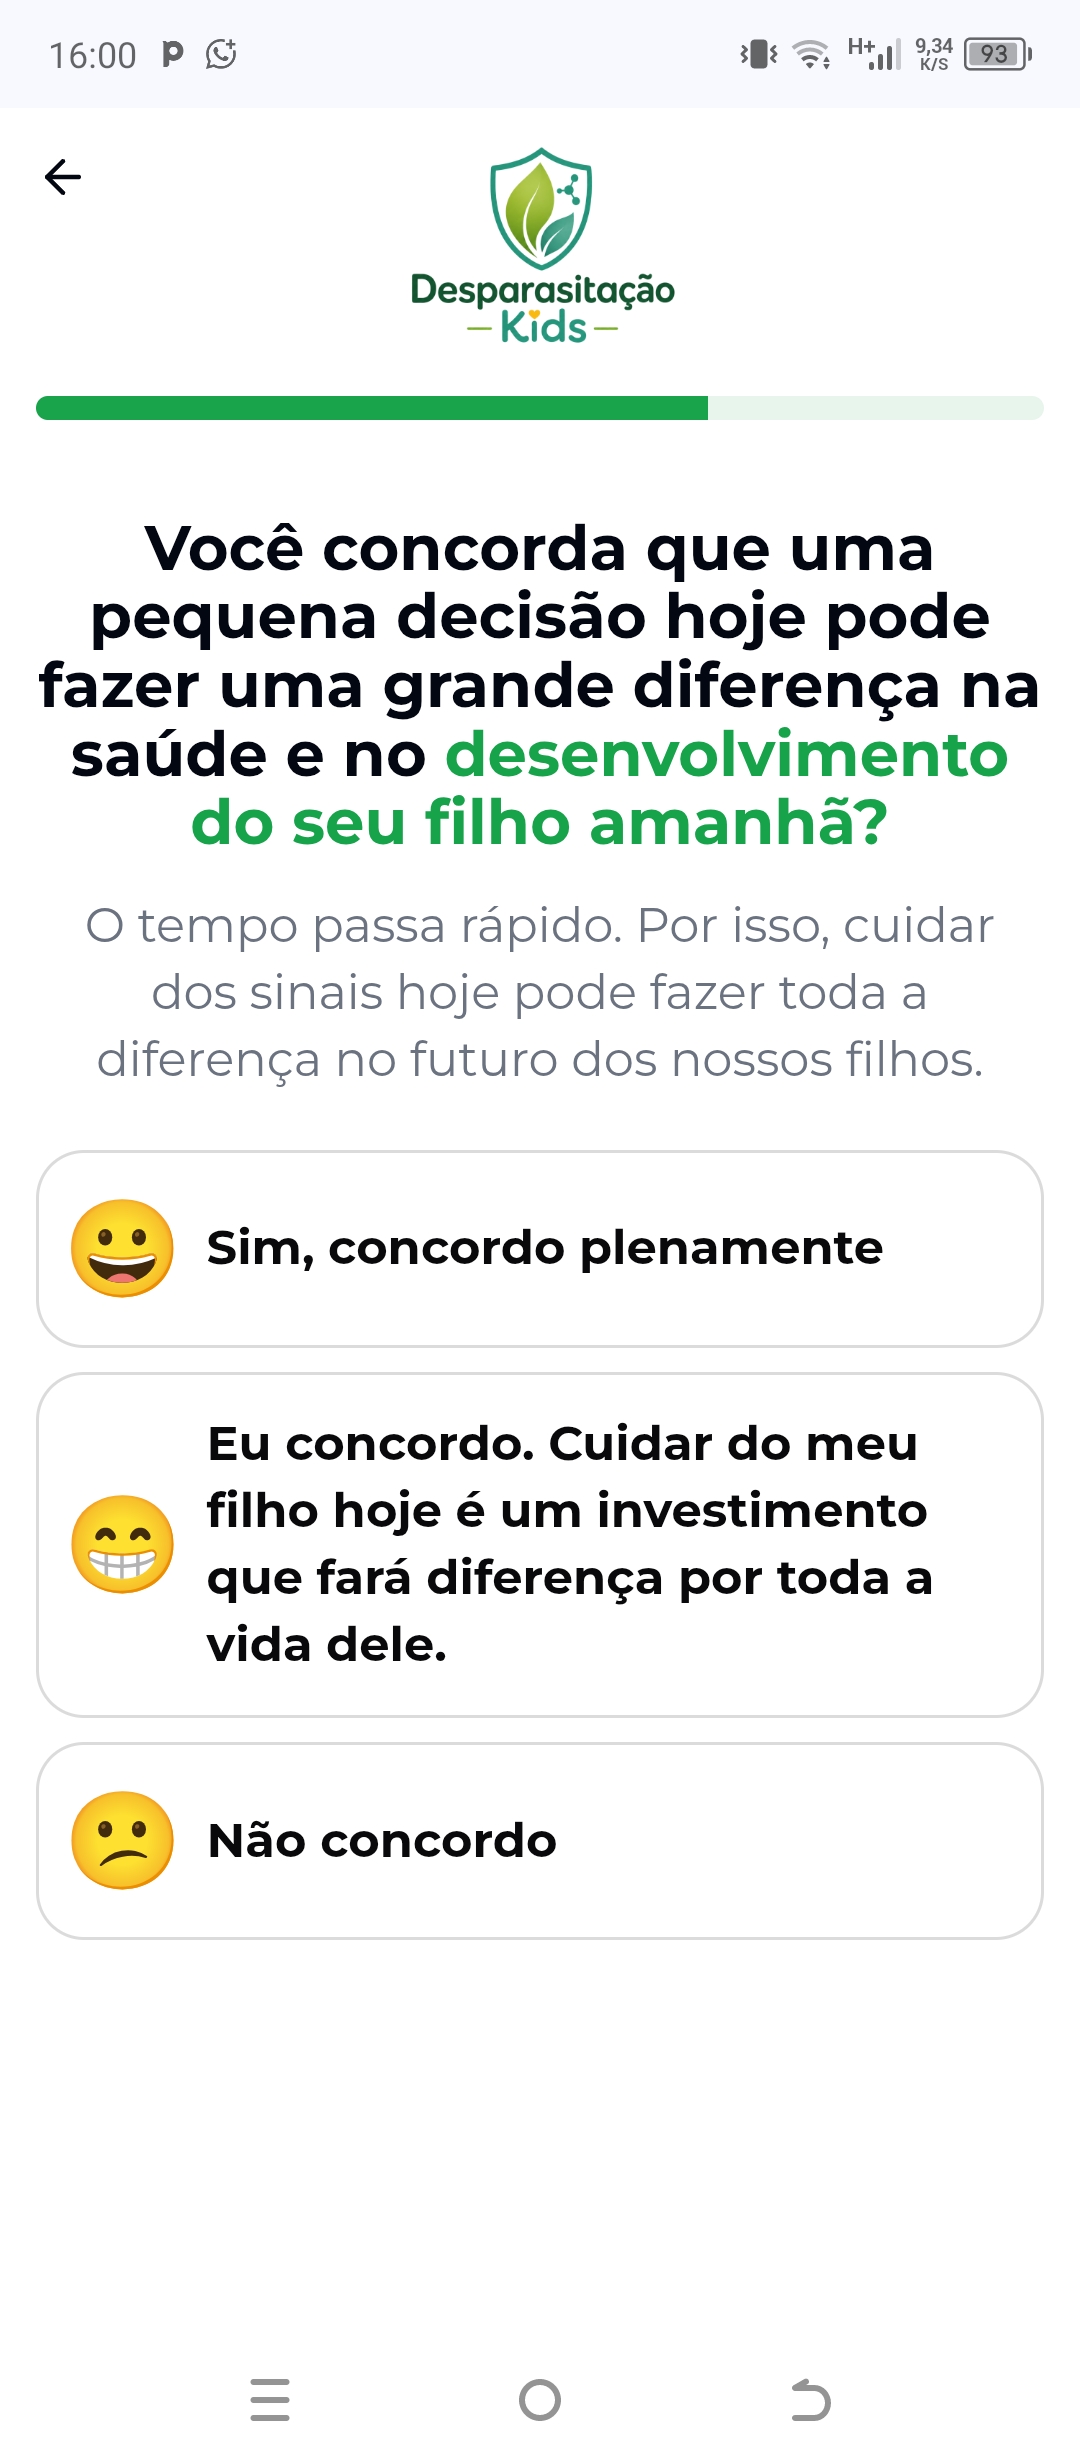 16:00
H+
9,34
K/S
93
Desparasitação
Kids
Você concorda que uma
pequena decisão hoje pode
fazer uma grande diferença na
saúde e no desenvolvimento
do seu filho amanhã?
O tempo passa rápido. Por isso, cuidar
dos sinais hoje pode fazer toda a
diferença no futuro dos nossos filhos.
Sim, concordo plenamente
Eu concordo. Cuidar do meu
filho hoje é um investimento
que fará diferença por toda a
vida dele.
Não concordo